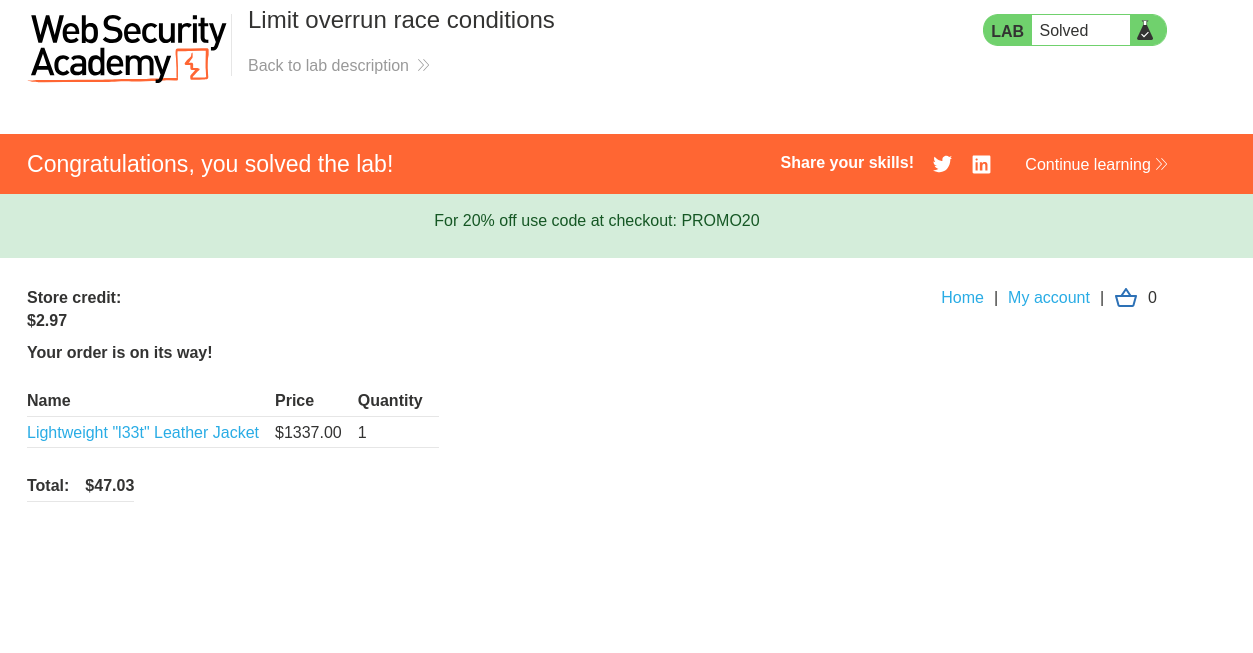 Web Security
Academy
Limit overrun race conditions
Back to lab description
LAB Solved
Congratulations, you solved the lab!
Share your skills!
in
Continue learning
For 20% off use code at checkout: PROMO20
Store credit:
$2.97
Home | My account | 0
Your order is on its way!
Name Price Quantity
Lightweight "l33t" Leather Jacket $1337.00 1
Total: $47.03